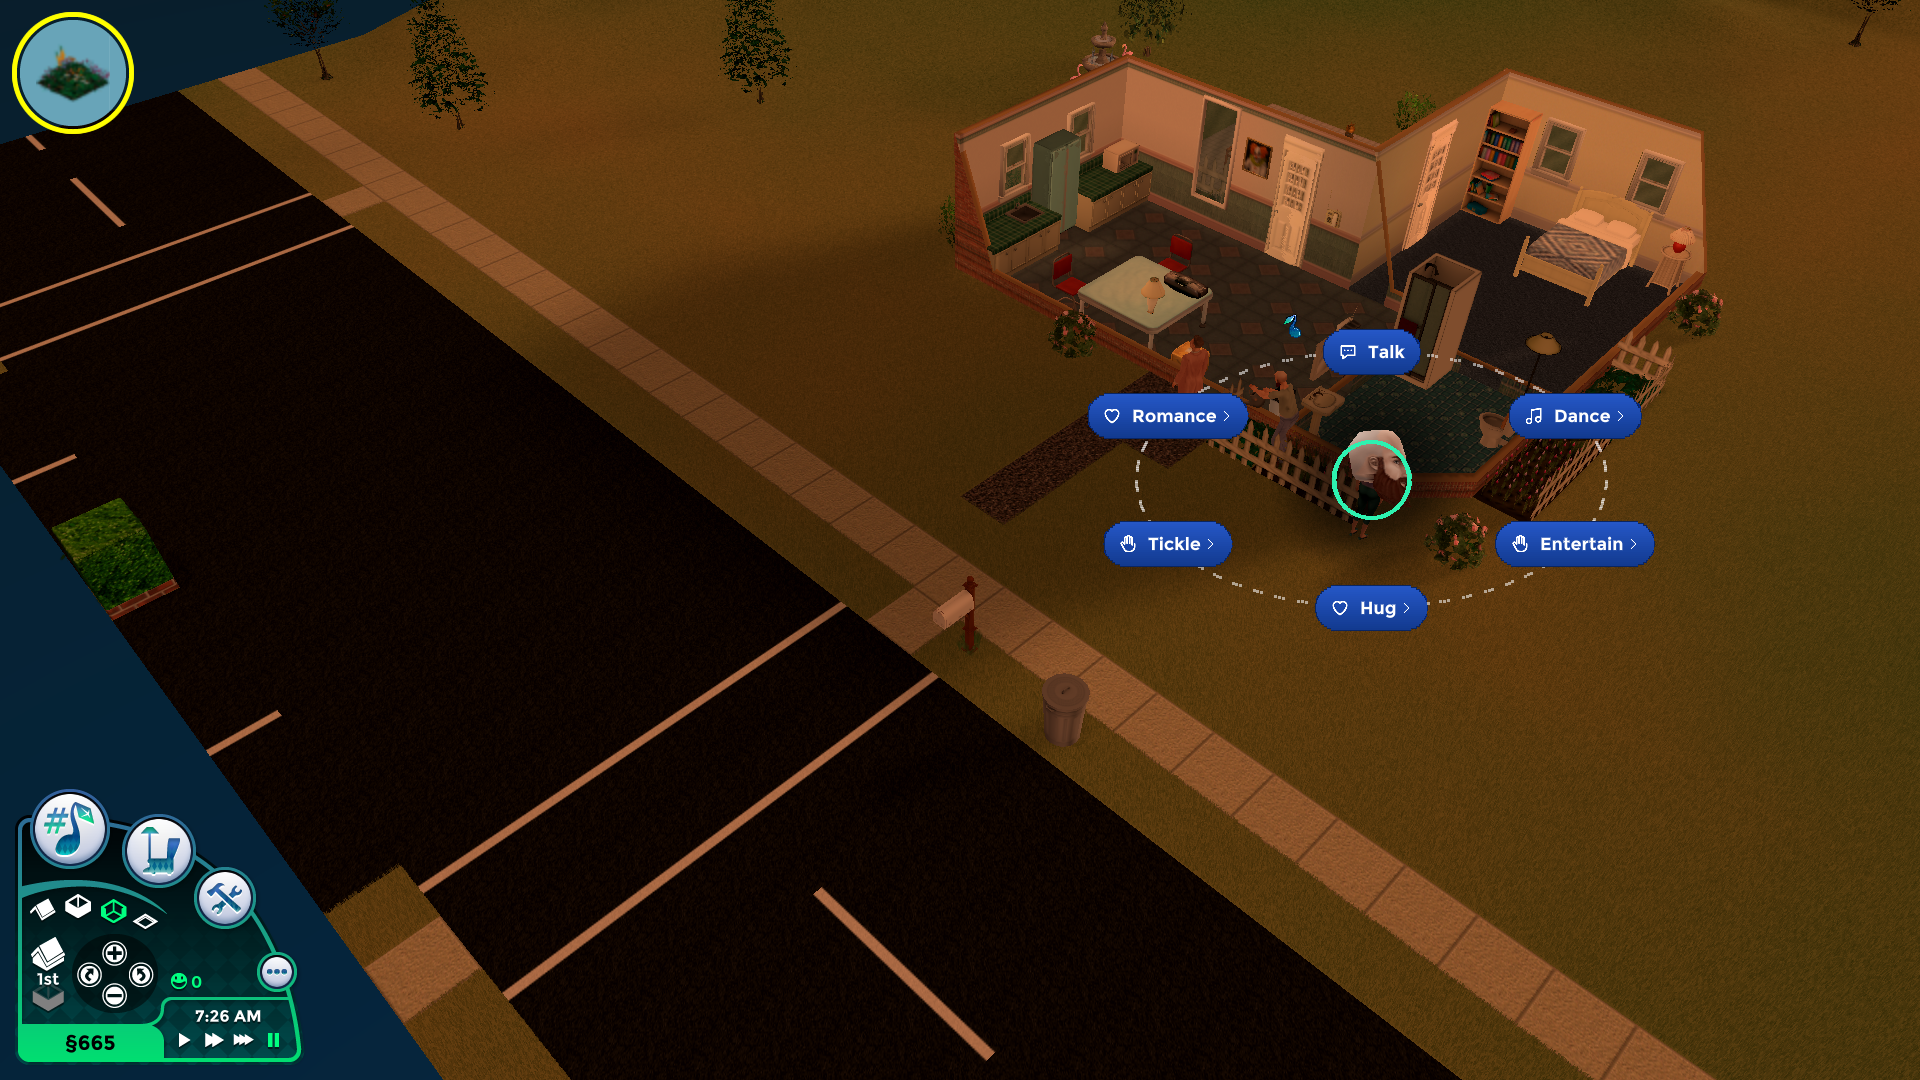 Talk
Romance
Dance
Tickle
Entertain
Hug
#
1st
0
7:26 AM
§665